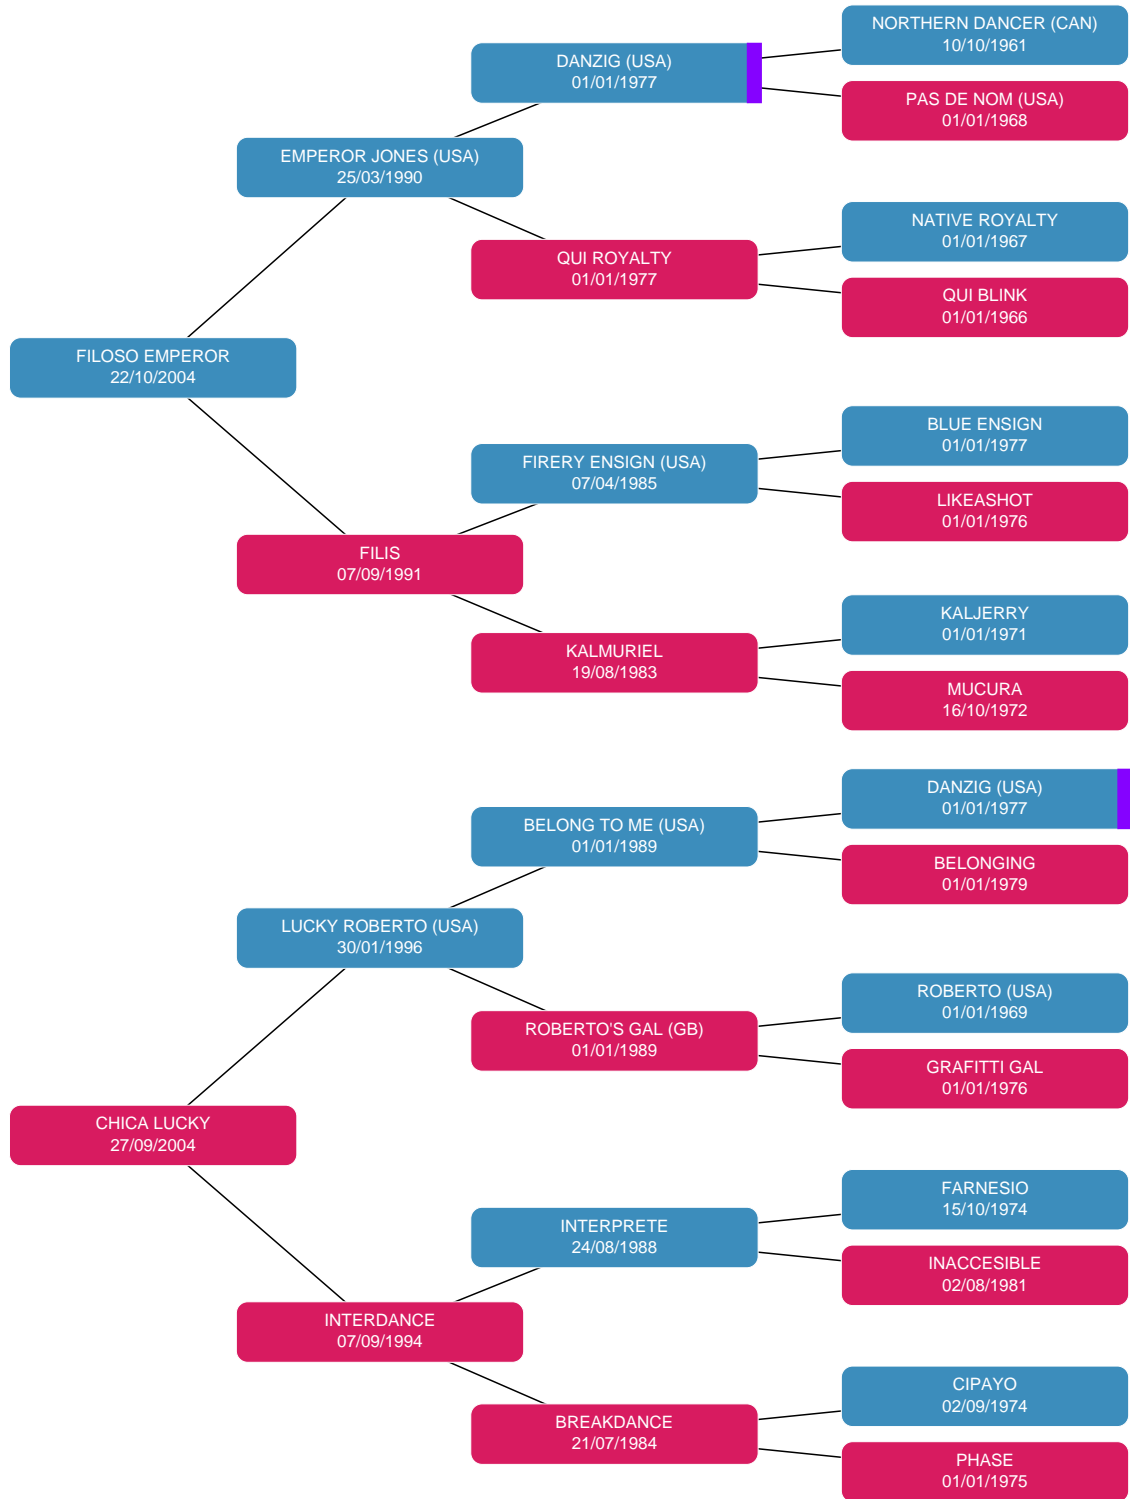 NORTHERN DANCER (CAN)
10/10/1961
DANZIG (USA)
01/01/1977
PAS DE NOM (USA)
01/01/1968
EMPEROR JONES (USA)
25/03/1990
NATIVE ROYALTY
01/01/1967
QUI ROYALTY
01/01/1977
QUI BLINK
01/01/1966
FILOSO EMPEROR
22/10/2004
BLUE ENSIGN
01/01/1977
FIRERY ENSIGN (USA)
07/04/1985
LIKEASHOT
01/01/1976
FILIS
07/09/1991
KALJERRY
01/01/1971
KALMURIEL
19/08/1983
MUCURA
16/10/1972
DANZIG (USA)
01/01/1977
BELONG TO ME (USA)
01/01/1989
BELONGING
01/01/1979
LUCKY ROBERTO (USA)
30/01/1996
ROBERTO (USA)
01/01/1969
ROBERTO'S GAL (GB)
01/01/1989
GRAFITTI GAL
01/01/1976
CHICA LUCKY
27/09/2004
FARNESIO
15/10/1974
INTERPRETE
24/08/1988
INACCESIBLE
02/08/1981
INTERDANCE
07/09/1994
CIPAYO
02/09/1974
BREAKDANCE
21/07/1984
PHASE
01/01/1975